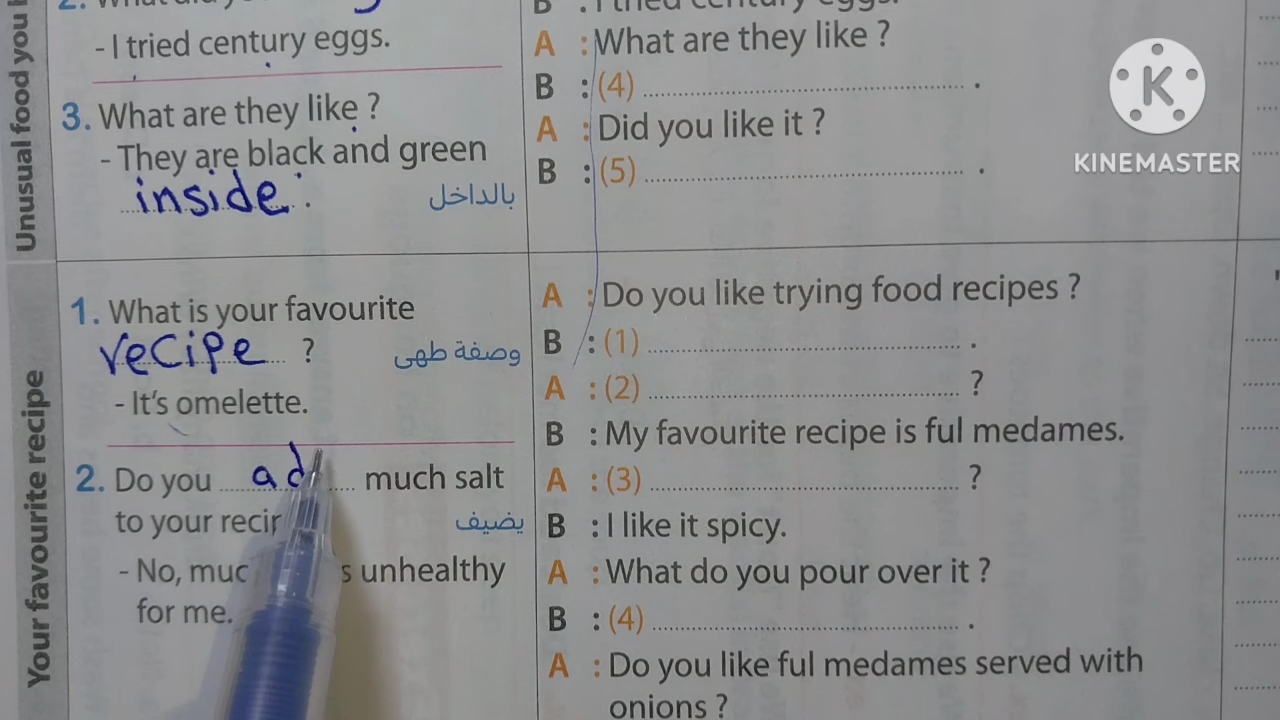 Unusual food you
- I tried century eggs.
3. What are they like ?
- They are black and green
inside.
بالداخل
B : I tried century eggs.
A : What are they like ?
B : (4) .
A : Did you like it ?
B : (5) .
K
KINEMASTER
Your favourite recipe
1. What is your favourite
recipe ?
وصفة طهى
- It's omelette.
2. Do you ad much salt
to your
يضيف
- No, unhealthy
for me.
A : Do you like trying food recipes ?
B : (1) .
A : (2) ?
B : My favourite recipe is ful medames.
A : (3) ?
B : I like it spicy.
A : What do you pour over it ?
B : (4) .
A : Do you like ful medames served with
onions ?